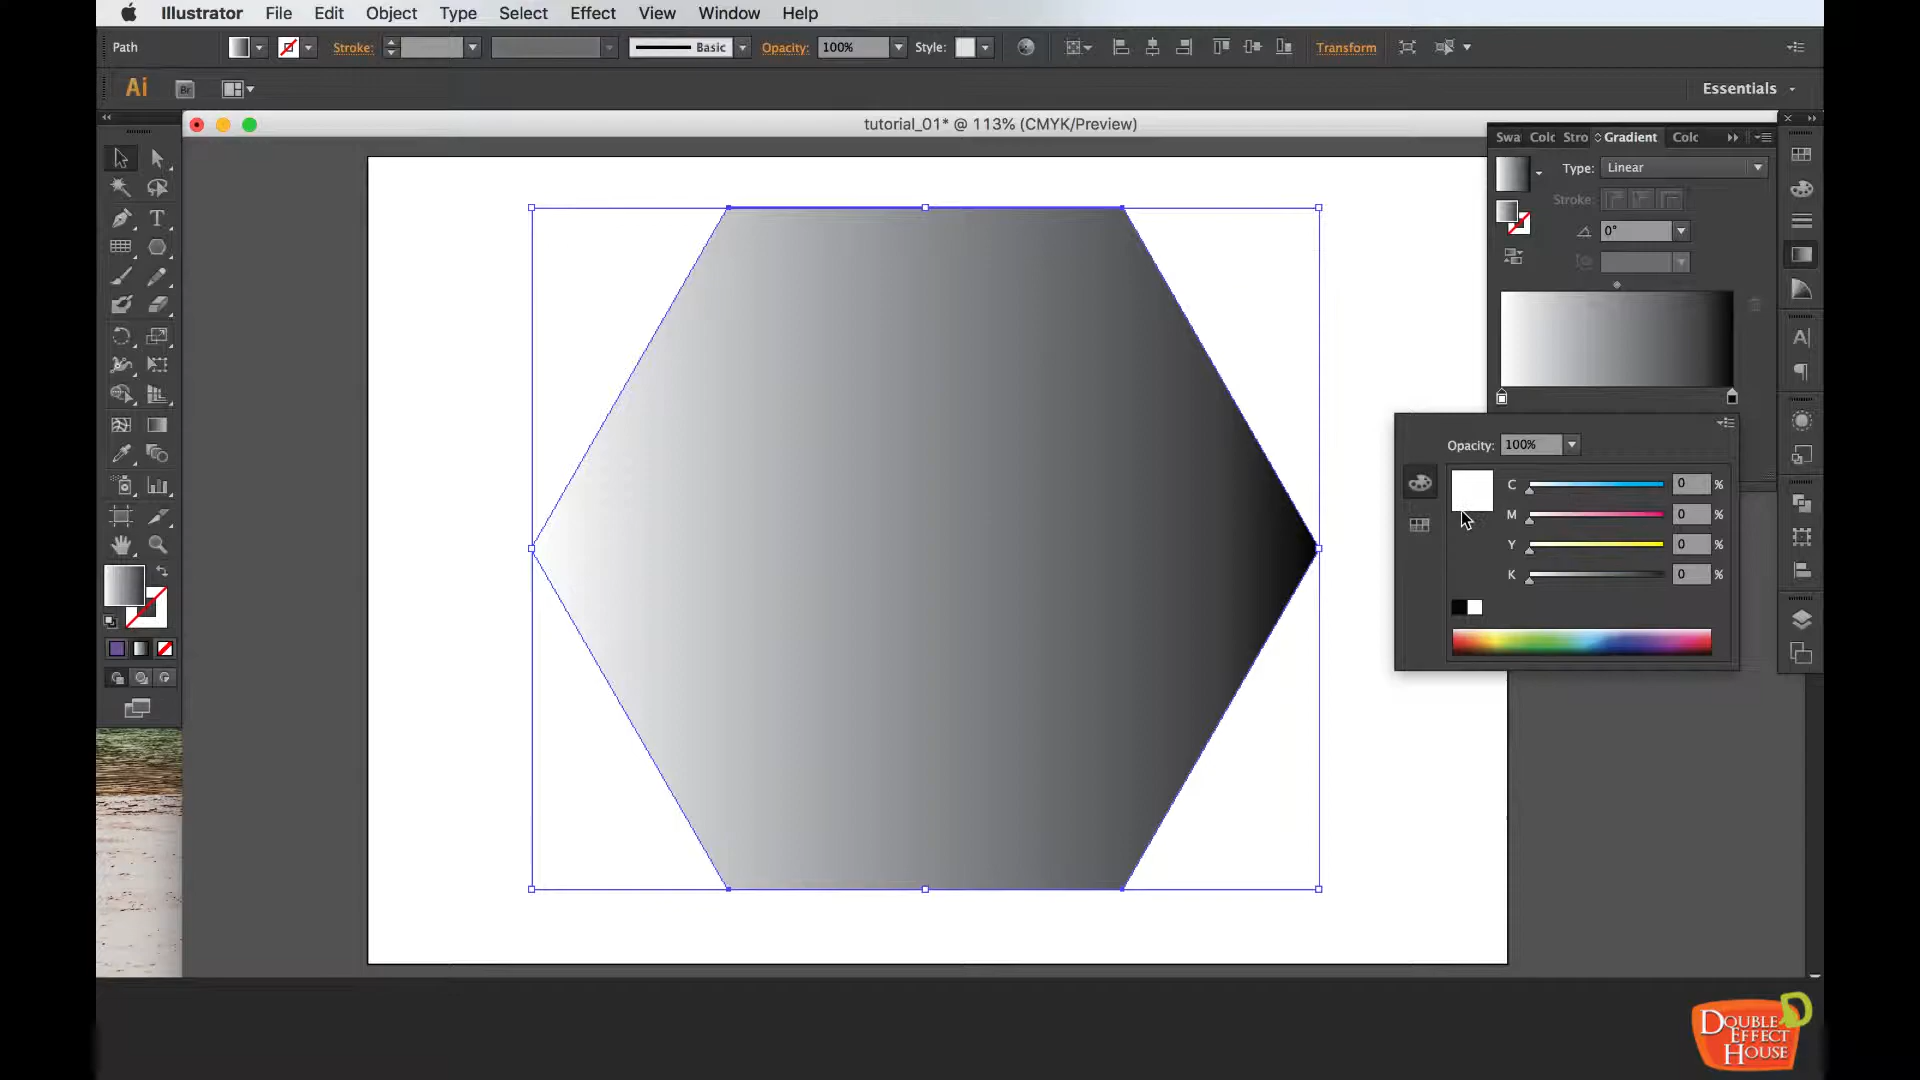 Illustrator File Edit Object Type Select Effect View Window Help
Path Stroke: Basic Opacity: 100% Style: Transform
Ai Br Essentials
tutorial_01* @ 113% (CMYK/Preview)
Swa Colc Stro Gradient Colc
Type: Linear
Stroke:
0°
Opacity: 100%
C 0 %
M 0 %
Y 0 %
K 0 %
DOUBLE
EFFECT
HOUSE